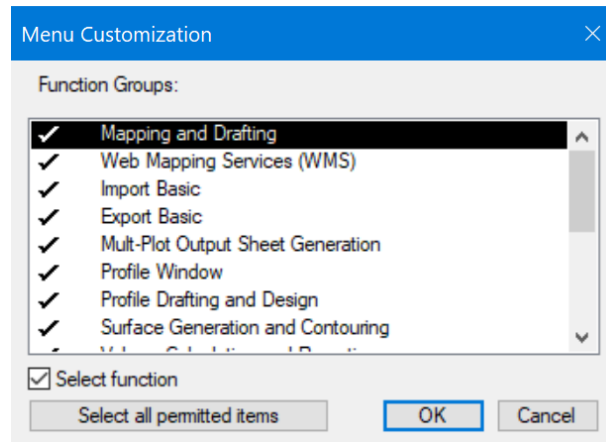 Menu Customization
Function Groups:
Mapping and Drafting
Web Mapping Services (WMS)
Import Basic
Export Basic
Mult-Plot Output Sheet Generation
Profile Window
Profile Drafting and Design
Surface Generation and Contouring
Select function
Select all permitted items
OK
Cancel